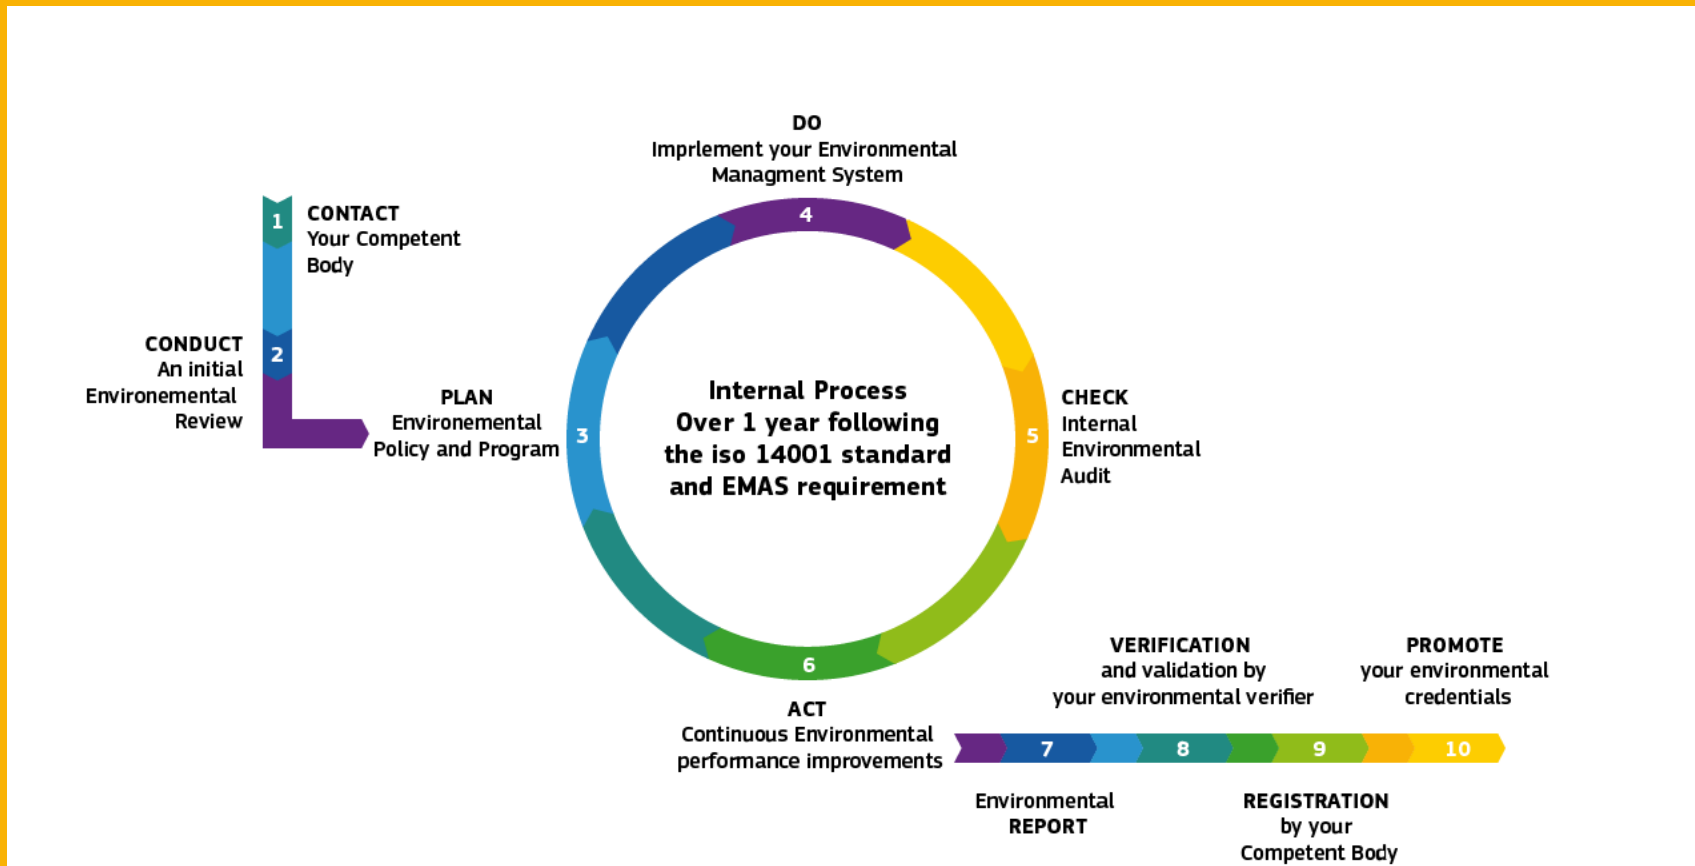 1
CONTACT
Your Competent
Body
2
CONDUCT
An initial
Environemental
Review
PLAN
Environemental
Policy and Program
3
DO
Imprlement your Environmental
Managment System
4
Internal Process
Over 1 year following
the iso 14001 standard
and EMAS requirement
5
CHECK
Internal
Environmental
Audit
6
ACT
Continuous Environmental
performance improvements
7
Environmental
REPORT
VERIFICATION
and validation by
your environmental verifier
8
9
REGISTRATION
by your
Competent Body
PROMOTE
your environmental
credentials
10